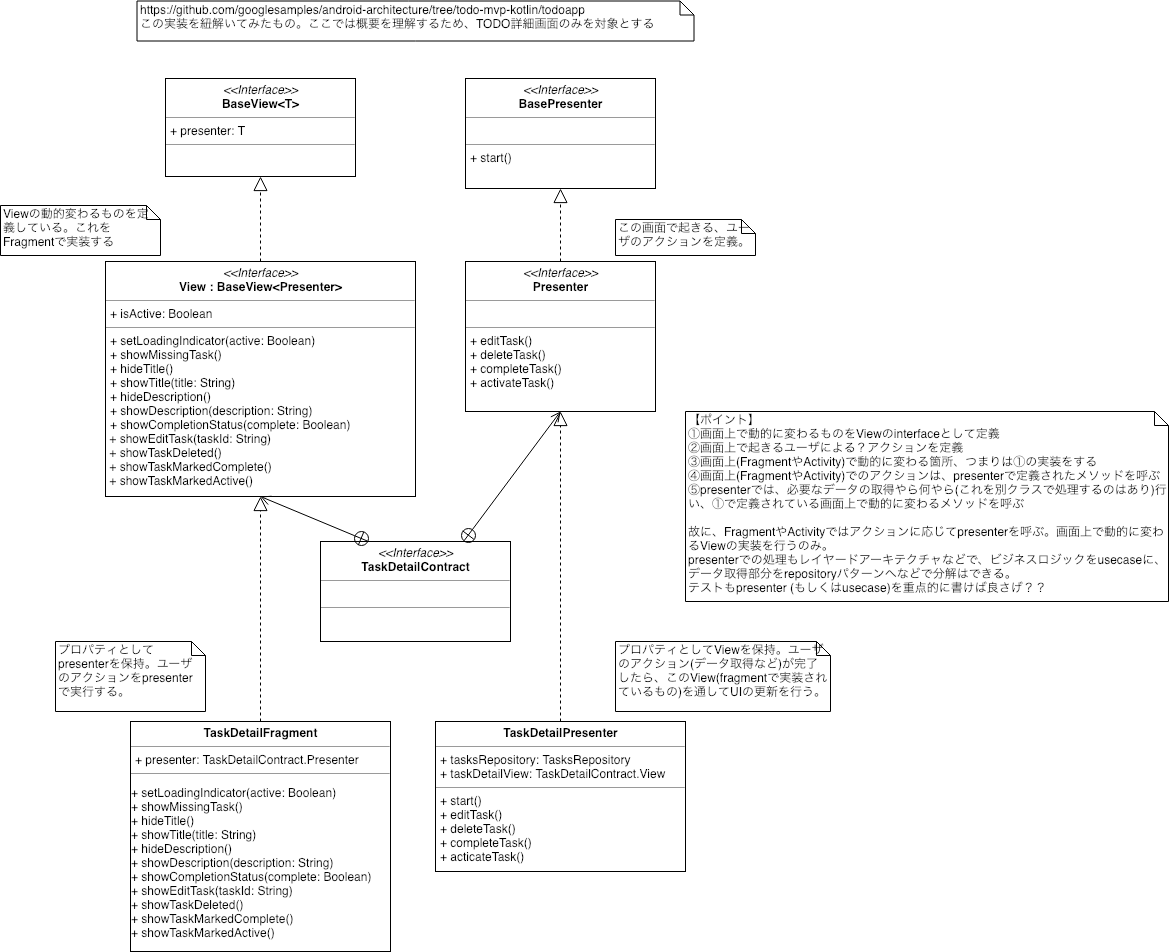 https://github.com/googlesamples/android-architecture/tree/todo-mvp-kotlin/todoapp
この実装を紐解いてみたもの。ここでは概要を理解するため、TODO詳細画面のみを対象とする
<<Interface>>
BaseView<T>
+ presenter: T
<<Interface>>
BasePresenter
+ start()
Viewの動的変わるものを定
義している。これを
Fragmentで実装する
この画面で起きる、ユー
ザのアクションを定義。
<<Interface>>
View : BaseView<Presenter>
+ isActive: Boolean
+ setLoadingIndicator(active: Boolean)
+ showMissingTask()
+ hideTitle()
+ showTitle(title: String)
+ hideDescription()
+ showDescription(description: String)
+ showCompletionStatus(complete: Boolean)
+ showEditTask(taskId: String)
+ showTaskDeleted()
+ showTaskMarkedComplete()
+ showTaskMarkedActive()
<<Interface>>
Presenter
+ editTask()
+ deleteTask()
+ completeTask()
+ activateTask()
【ポイント】
①画面上で動的に変わるものをViewのinterfaceとして定義
②画面上で起きるユーザによる？アクションを定義
③画面上(FragmentやActivity)で動的に変わる箇所、つまりは①の実装をする
④画面上(FragmentやActivity)でのアクションは、presenterで定義されたメソッドを呼ぶ
⑤presenterでは、必要なデータの取得やら何やら(これを別クラスで処理するのはあり)行
い、①で定義されている画面上で動的に変わるメソッドを呼ぶ
故に、FragmentやActivityではアクションに応じてpresenterを呼ぶ。画面上で動的に変わ
るViewの実装を行うのみ。
presenterでの処理もレイヤードアーキテクチャなどで、ビジネスロジックをusecaseに、
データ取得部分をrepositoryパターンへなどで分解はできる。
テストもpresenter (もしくはusecase)を重点的に書けば良さげ？？
<<Interface>>
TaskDetailContract
プロパティとして
presenterを保持。ユーザ
のアクションをpresenter
で実行する。
プロパティとしてViewを保持。ユーザ
のアクション(データ取得など)が完了
したら、このView(fragmentで実装され
ているもの)を通してUIの更新を行う。
TaskDetailFragment
+ presenter: TaskDetailContract.Presenter
+ setLoadingIndicator(active: Boolean)
+ showMissingTask()
+ hideTitle()
+ showTitle(title: String)
+ hideDescription()
+ showDescription(description: String)
+ showCompletionStatus(complete: Boolean)
+ showEditTask(taskId: String)
+ showTaskDeleted()
+ showTaskMarkedComplete()
+ showTaskMarkedActive()
TaskDetailPresenter
+ tasksRepository: TasksRepository
+ taskDetailView: TaskDetailContract.View
+ start()
+ editTask()
+ deleteTask()
+ completeTask()
+ acticateTask()